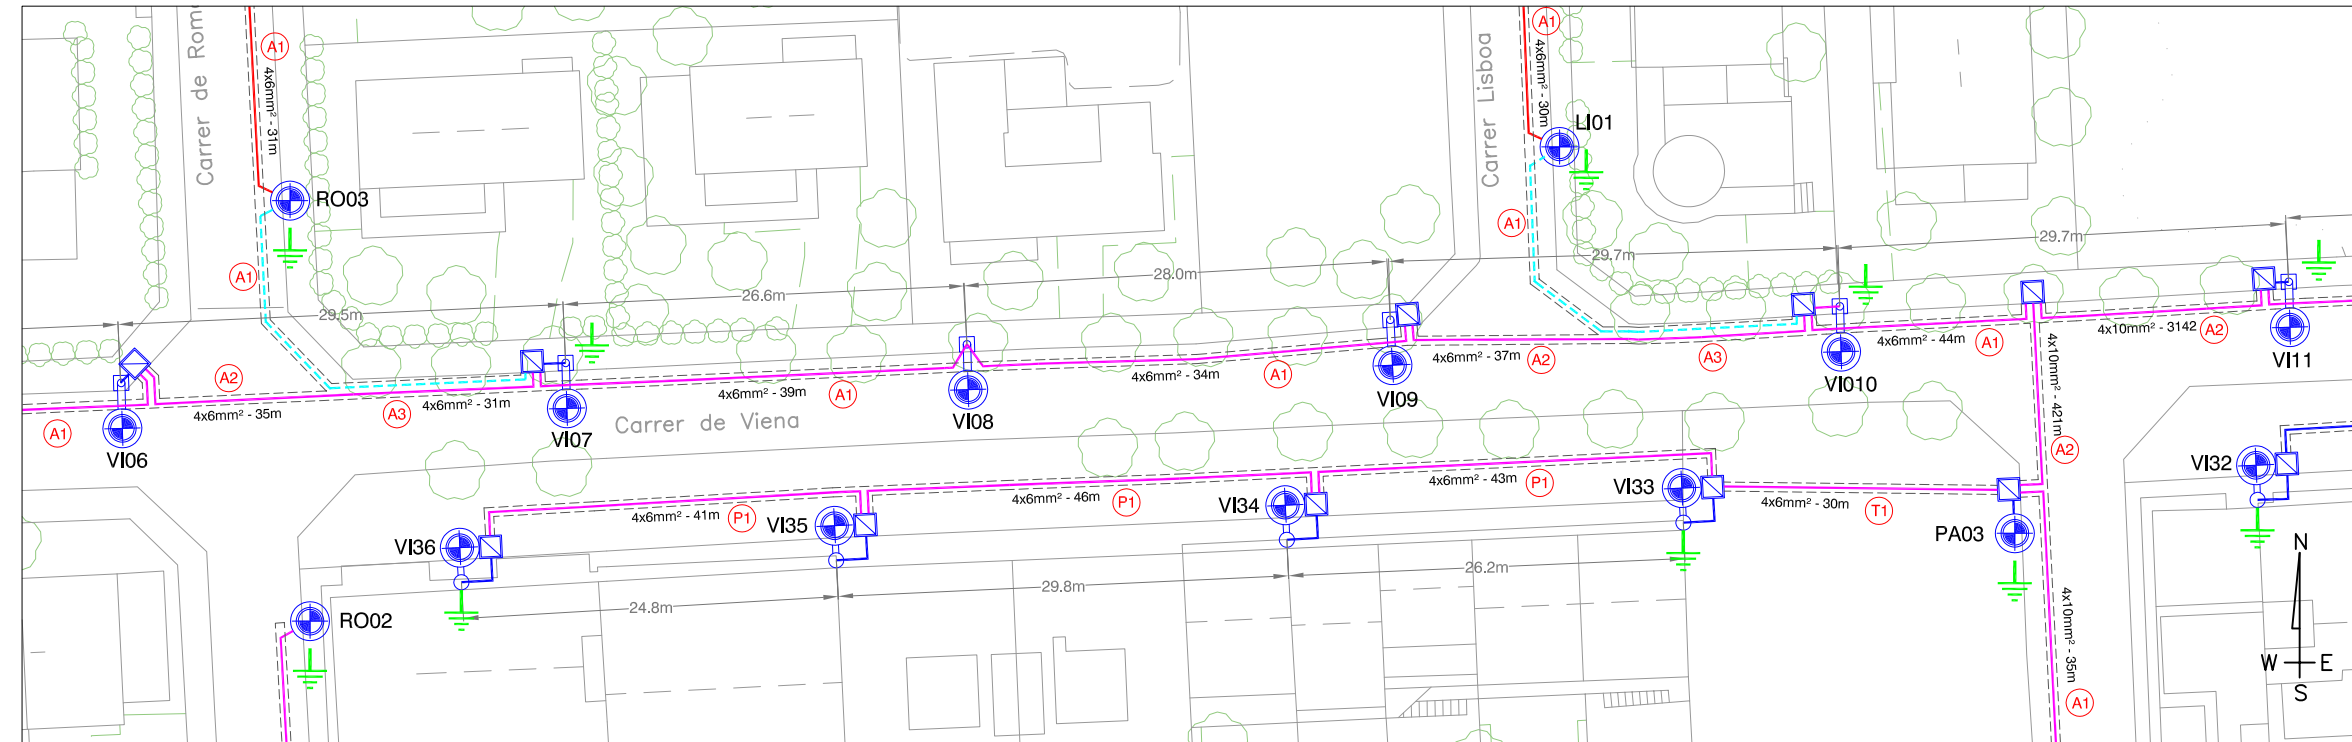 Carrer de Rom
A1
4x6mm² - 31m
RO03
A1
Carrer Lisboa
A1
4x6mm² - 30m
LI01
A1
29.5m
26.6m
28.0m
29.7m
29.7m
A2
4x6mm² - 35m
A3
4x6mm² - 31m
4x6mm² - 39m
A1
4x6mm² - 34m
A1
4x6mm² - 37m
A2
A3
4x6mm² - 44m
A1
4x10mm² - 3142
A2
A1
VI06
VI07
VI08
VI09
VI010
VI11
Carrer de Viena
4x10mm² - 421m
A2
VI36
4x6mm² - 41m
P1
VI35
4x6mm² - 46m
P1
VI34
4x6mm² - 43m
P1
VI33
4x6mm² - 30m
T1
PA03
VI32
24.8m
29.8m
26.2m
RO02
4x10mm² - 35m
A1
N
W E
S